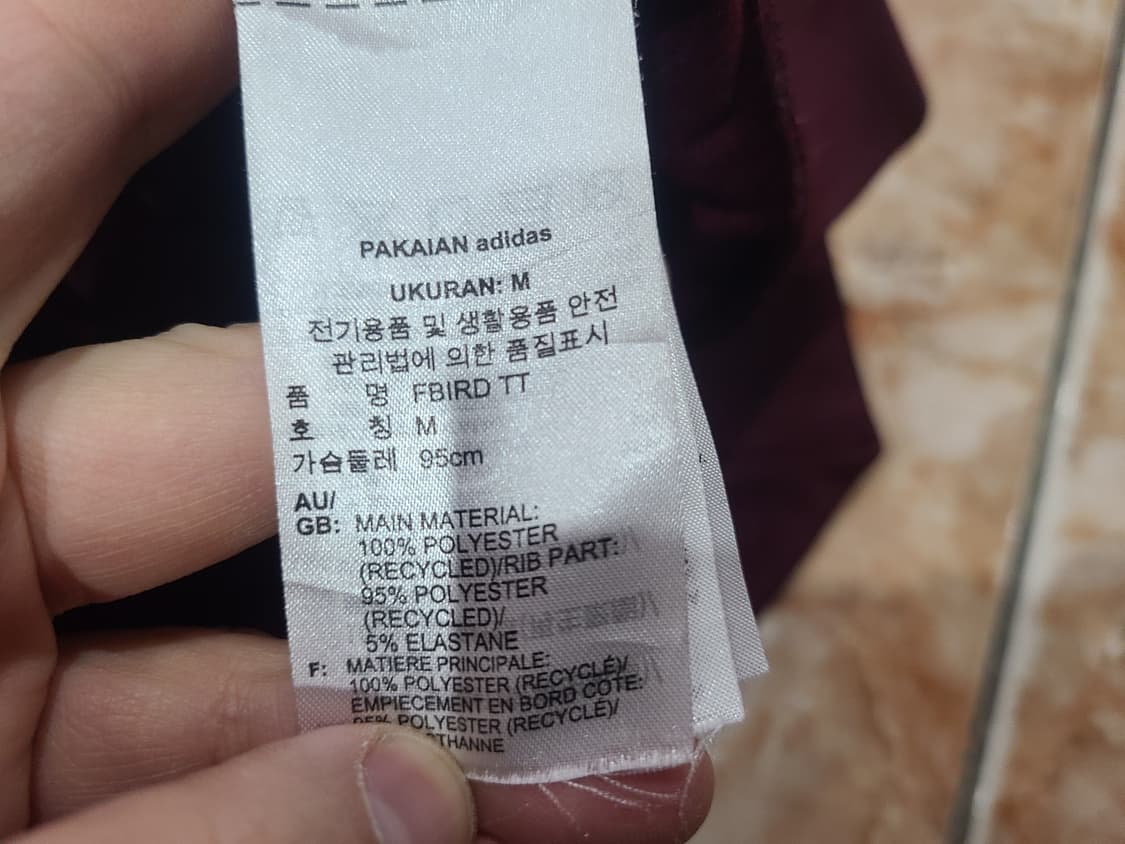 PAKAIAN adidas
UKURAN: M
전기용품 및 생활용품 안전
관리법에 의한 품질표시
품 명 FBIRD TT
호 칭 M
가슴둘레 95cm
AU/
GB: MAIN MATERIAL:
100% POLYESTER
(RECYCLED)/RIB PART:
95% POLYESTER
(RECYCLED)/
5% ELASTANE
F: MATIERE PRINCIPALE:
100% POLYESTER (RECYCLÉ)/
EMPIECEMENT EN BORD COTE:
95% POLYESTER (RECYCLÉ)/